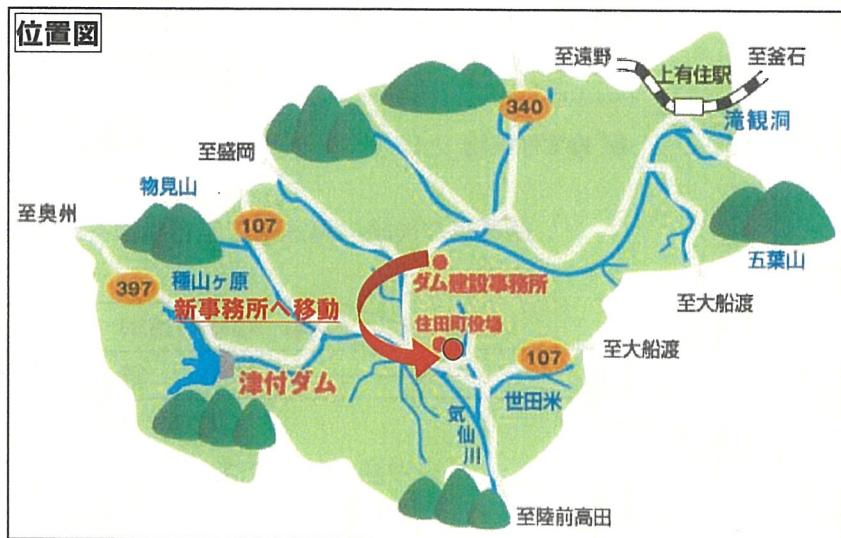 位置図
至遠野
至釜石
上有住駅
340
滝観洞
至盛岡
物見山
至奥州
107
五葉山
397
種山ヶ原
ダム建設事務所
新事務所へ移動
至大船渡
住田町役場
至大船渡
107
津付ダム
世田米
気仙川
至陸前高田